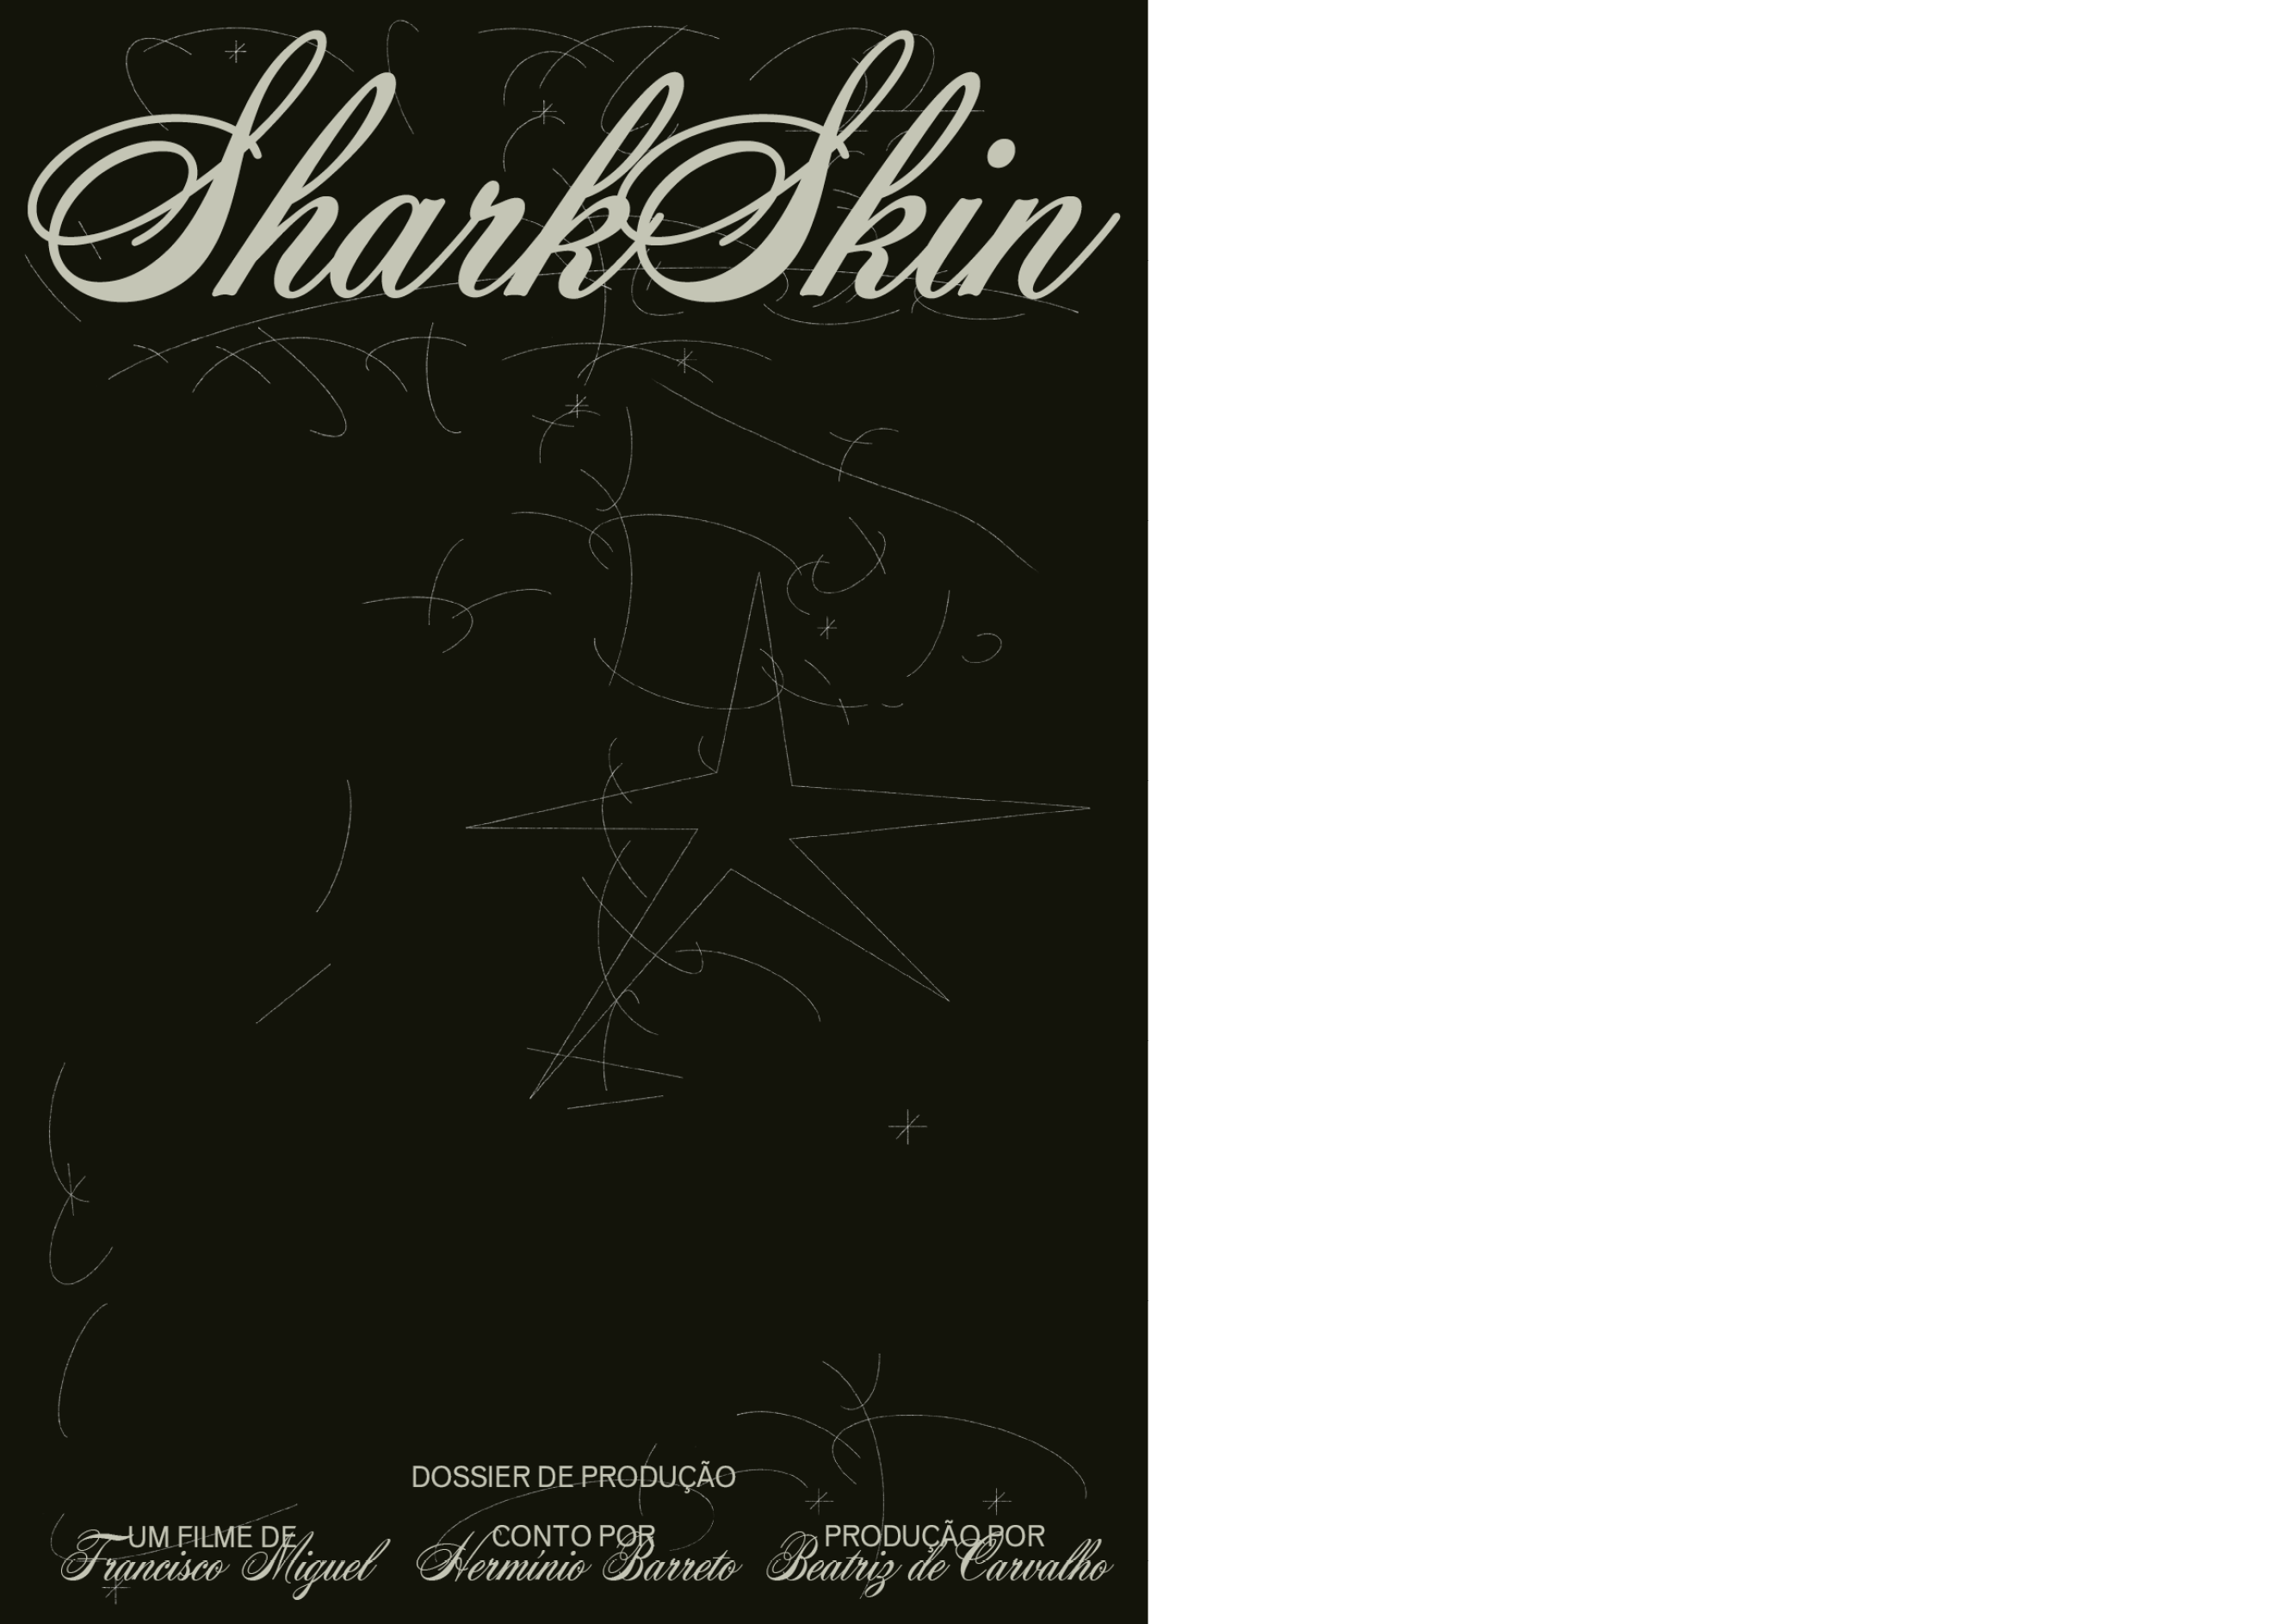 SharkSkin
DOSSIER DE PRODUÇÃO
UM FILME DE
Francisco Miguel
CONTO POR
Hermínio Barreto
PRODUÇÃO POR
Beatriz de Carvalho